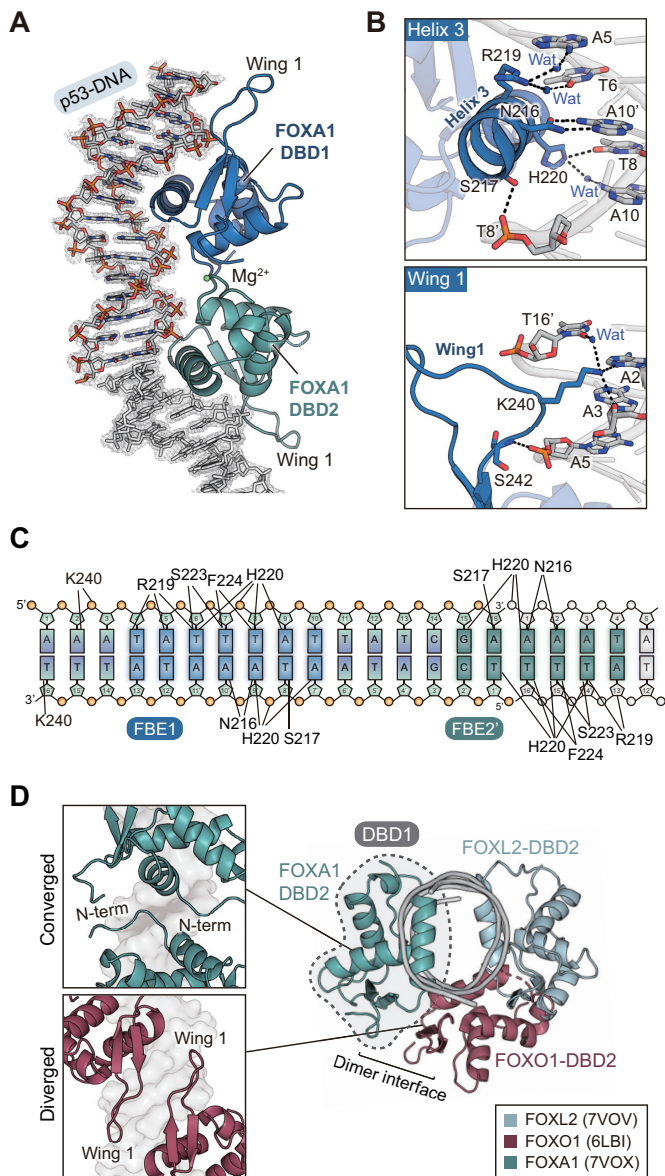 A
Wing 1
p53-DNA
FOXA1
DBD1
Mg²⁺
FOXA1
DBD2
Wing 1
B
Helix 3
R219
Wat
A5
Helix 3
Wat
T6
N216
A10'
H220
T8
S217
Wat
A10
T8'
Wing 1
T16'
Wat
Wing1
A2
K240
A3
A5
S242
C
K240
R219
S223
F224
H220
S217
H220
N216
5'
3'
A A A T A T T T A T T A T C G A A A A T A
T T T A T A A A T A A T A G C T T T T A T
3'
5'
K240
FBE1
N216
H220
S217
FBE2'
H220
F224
S223
R219
D
Converged
N-term
N-term
Diverged
Wing 1
Wing 1
DBD1
FOXA1
DBD2
FOXL2-DBD2
FOXO1-DBD2
Dimer interface
FOXL2 (7VOV)
FOXO1 (6LBI)
FOXA1 (7VOX)